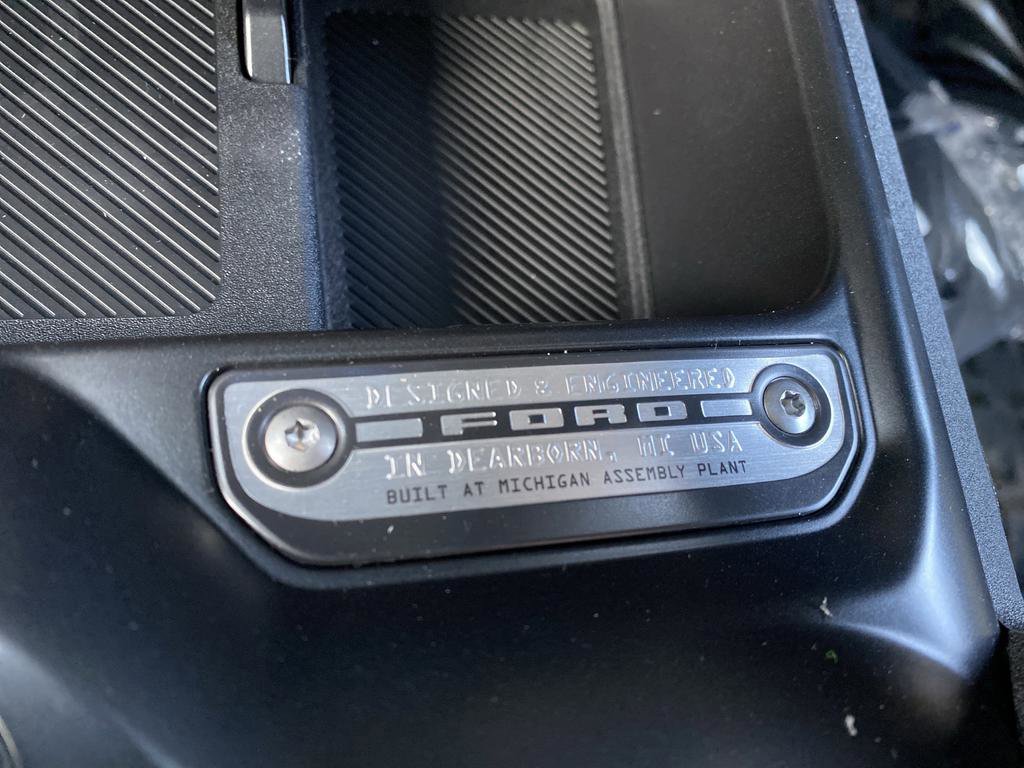 DESIGNED & ENGINEERED
FORD
IN DEARBORN, MI USA
BUILT AT MICHIGAN ASSEMBLY PLANT